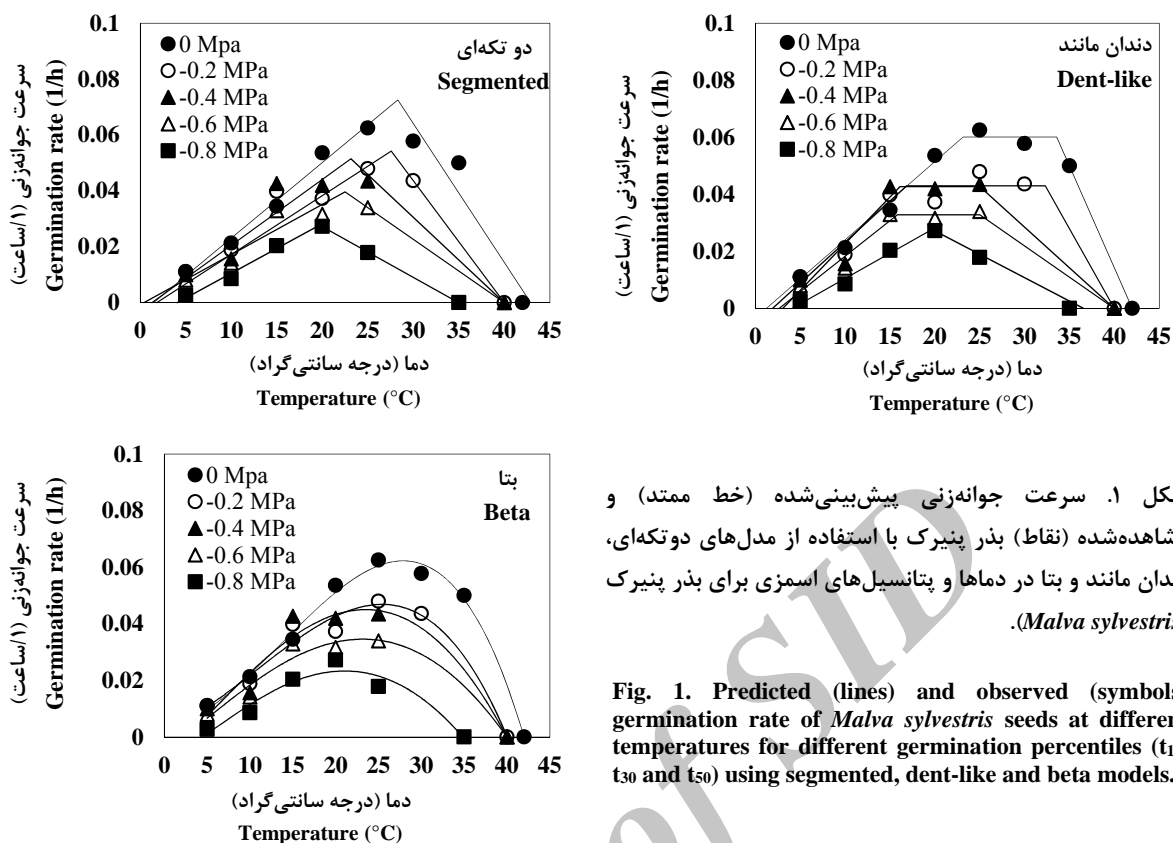 0.1
0.08
0.06
0.04
0.02
0
سرعت جوانه‌زنی (۱/ساعت)
Germination rate (1/h)
0 Mpa
-0.2 MPa
-0.4 MPa
-0.6 MPa
-0.8 MPa
دو تکه‌ای
Segmented
0 5 10 15 20 25 30 35 40 45
دما (درجه سانتی‌گراد)
Temperature (°C)
0.1
0.08
0.06
0.04
0.02
0
سرعت جوانه‌زنی (۱/ساعت)
Germination rate (1/h)
0 Mpa
-0.2 MPa
-0.4 MPa
-0.6 MPa
-0.8 MPa
دندان مانند
Dent-like
0 5 10 15 20 25 30 35 40 45
دما (درجه سانتی‌گراد)
Temperature (°C)
0.1
0.08
0.06
0.04
0.02
0
سرعت جوانه‌زنی (۱/ساعت)
Germination rate (1/h)
0 Mpa
-0.2 MPa
-0.4 MPa
-0.6 MPa
-0.8 MPa
بتا
Beta
0 5 10 15 20 25 30 35 40 45
دما (درجه سانتی‌گراد)
Temperature (°C)
کل ۱. سرعت جوانه‌زنی پیش‌بینی‌شده (خط ممتد) و
شاهده‌شده (نقاط) بذر پنیرک با استفاده از مدل‌های دوتکه‌ای،
ندان مانند و بتا در دماها و پتانسیل‌های اسمزی برای بذر پنیرک
(Malva sylvestris).
Fig. 1. Predicted (lines) and observed (symbols
germination rate of Malva sylvestris seeds at differen
temperatures for different germination percentiles (t1
t30 and t50) using segmented, dent-like and beta models.
of SID